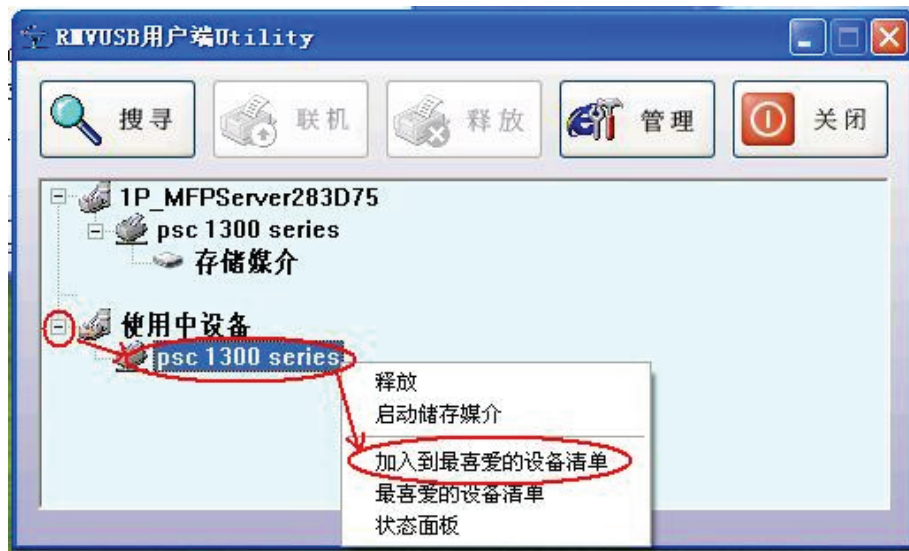 RMVUSB用户端Utility
搜寻
联机
释放
管理
关闭
1P_MFPServer283D75
psc 1300 series
存储媒介
使用中设备
psc 1300 series
释放
启动储存媒介
加入到最喜爱的设备清单
最喜爱的设备清单
状态面板